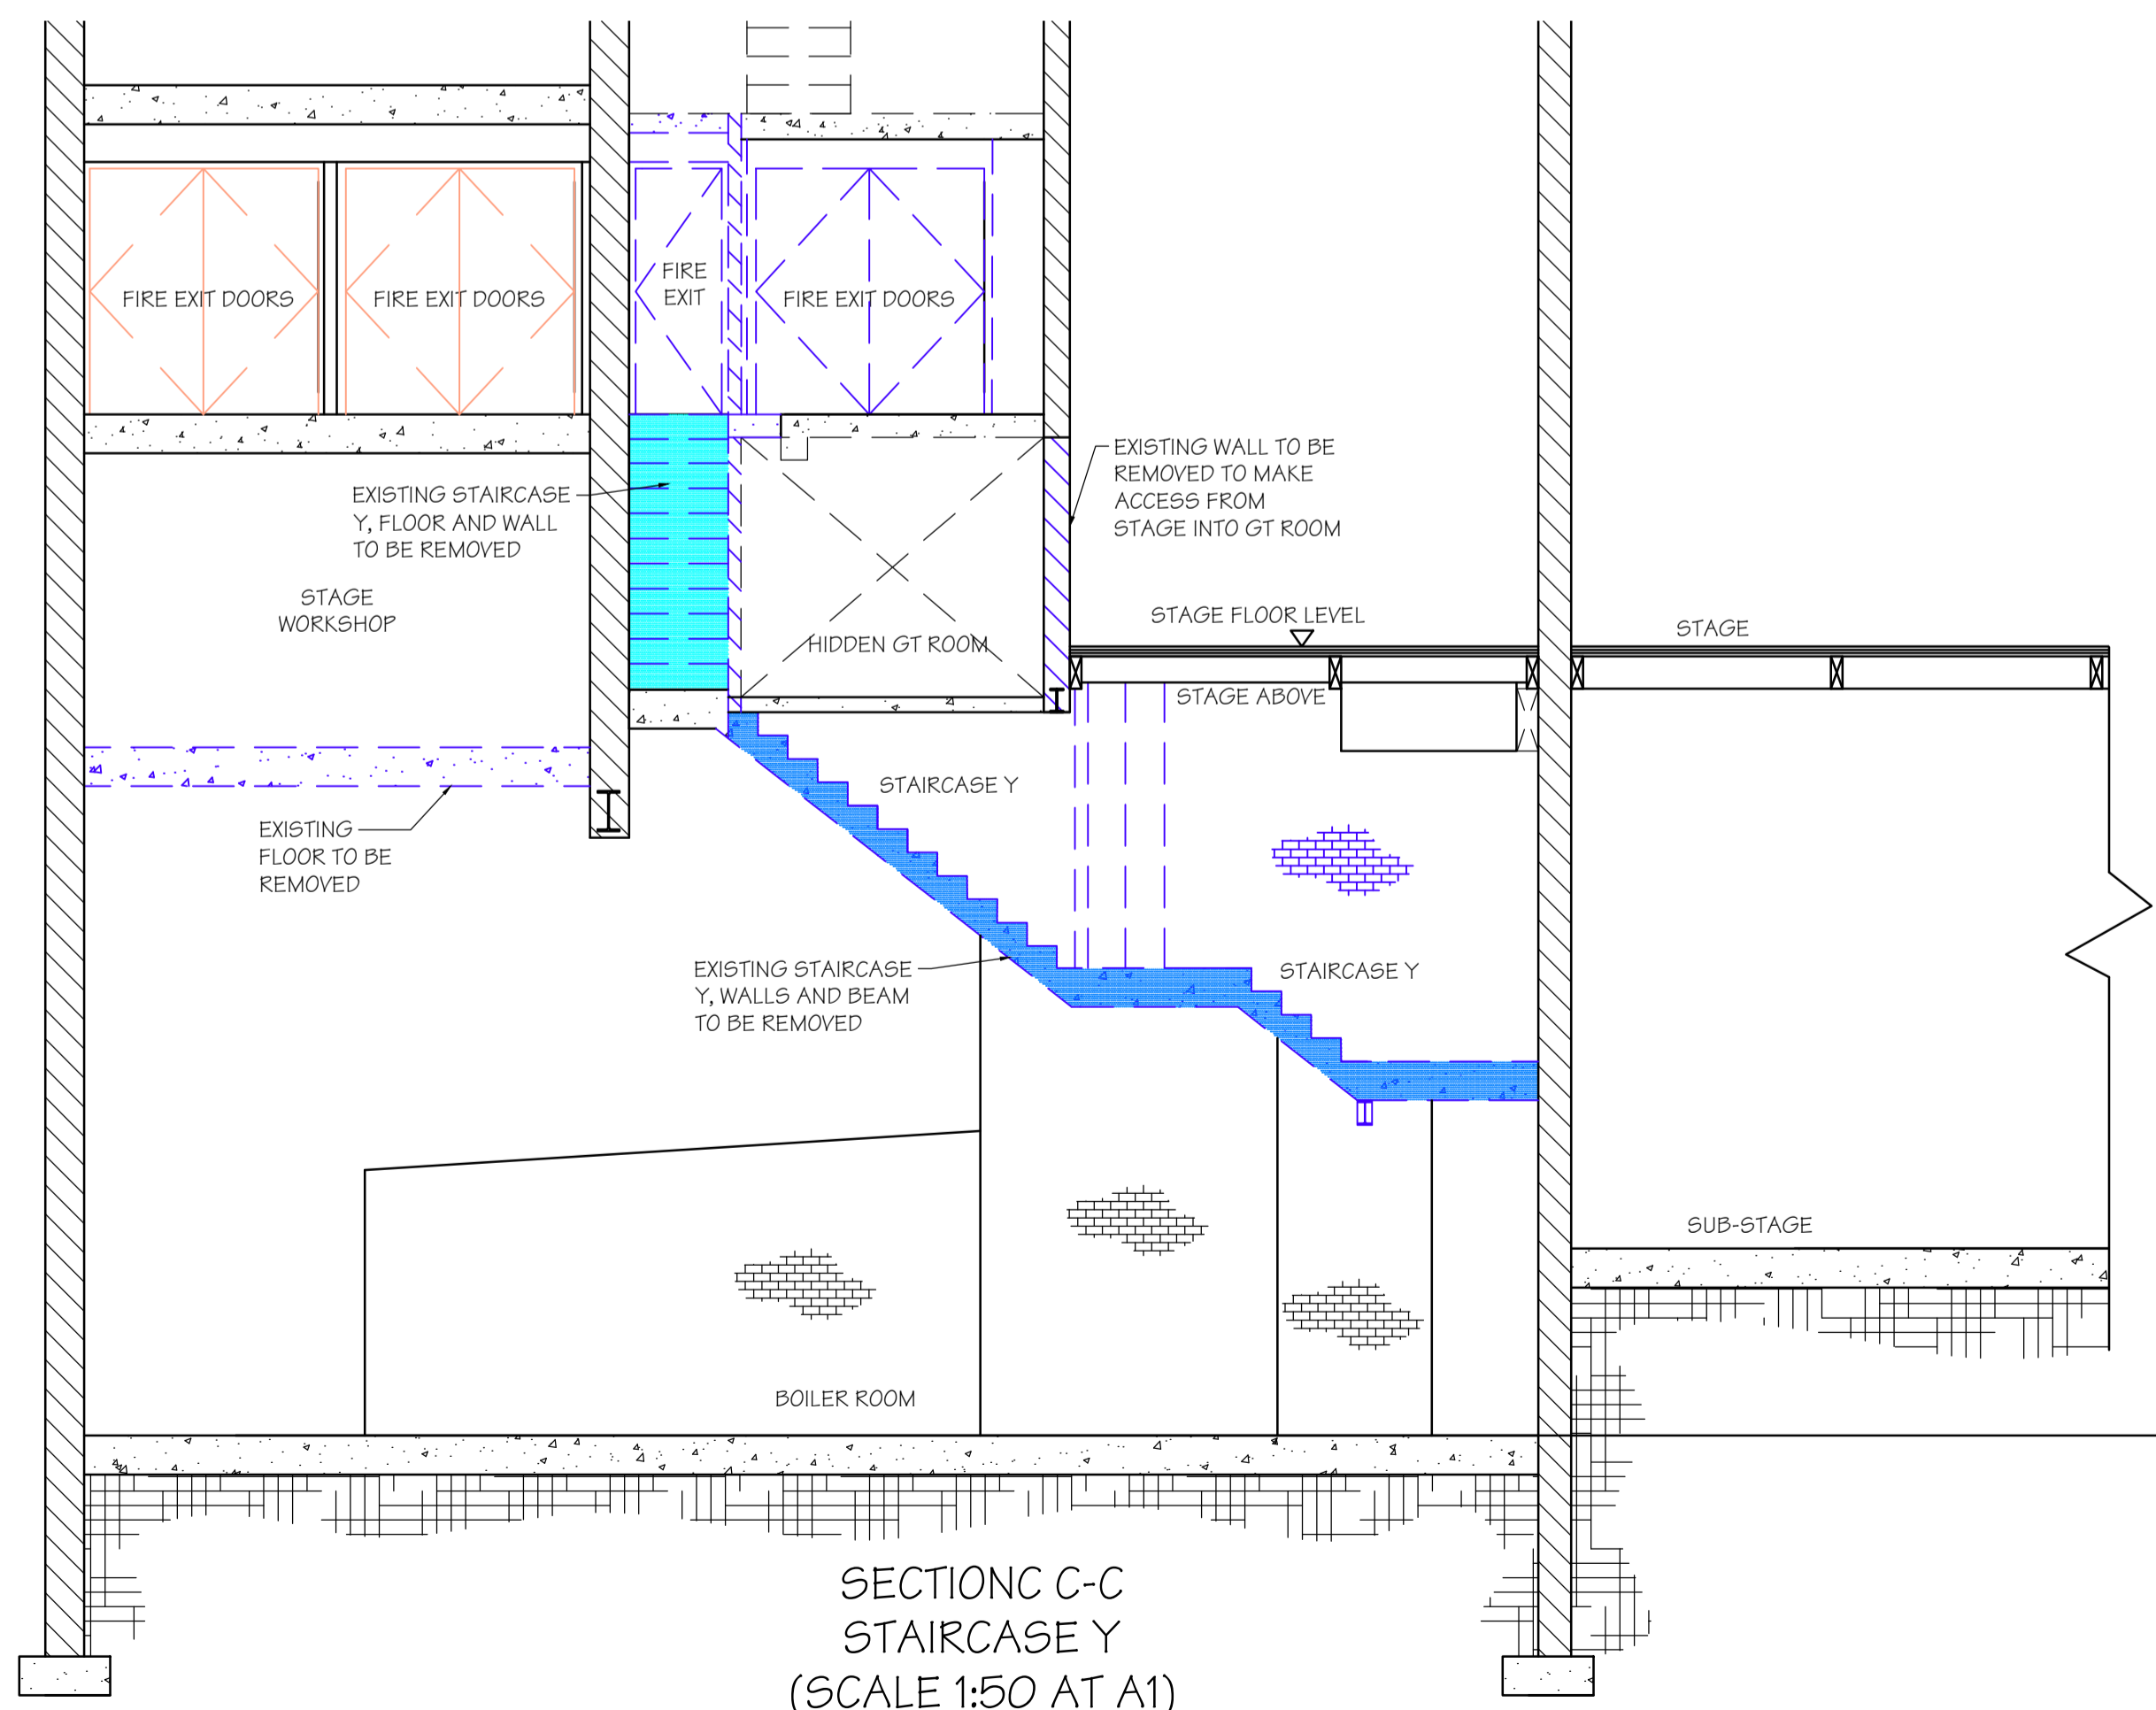 FIRE EXIT DOORS
FIRE EXIT DOORS
FIRE
EXIT
FIRE EXIT DOORS
EXISTING STAIRCASE
Y, FLOOR AND WALL
TO BE REMOVED
EXISTING WALL TO BE
REMOVED TO MAKE
ACCESS FROM
STAGE INTO GT ROOM
STAGE
WORKSHOP
HIDDEN GT ROOM
STAGE FLOOR LEVEL
STAGE
STAGE ABOVE
STAIRCASE Y
EXISTING
FLOOR TO BE
REMOVED
EXISTING STAIRCASE
Y, WALLS AND BEAM
TO BE REMOVED
STAIRCASE Y
SUB-STAGE
BOILER ROOM
SECTIONC C-C
STAIRCASE Y
(SCALE 1:50 AT A1)